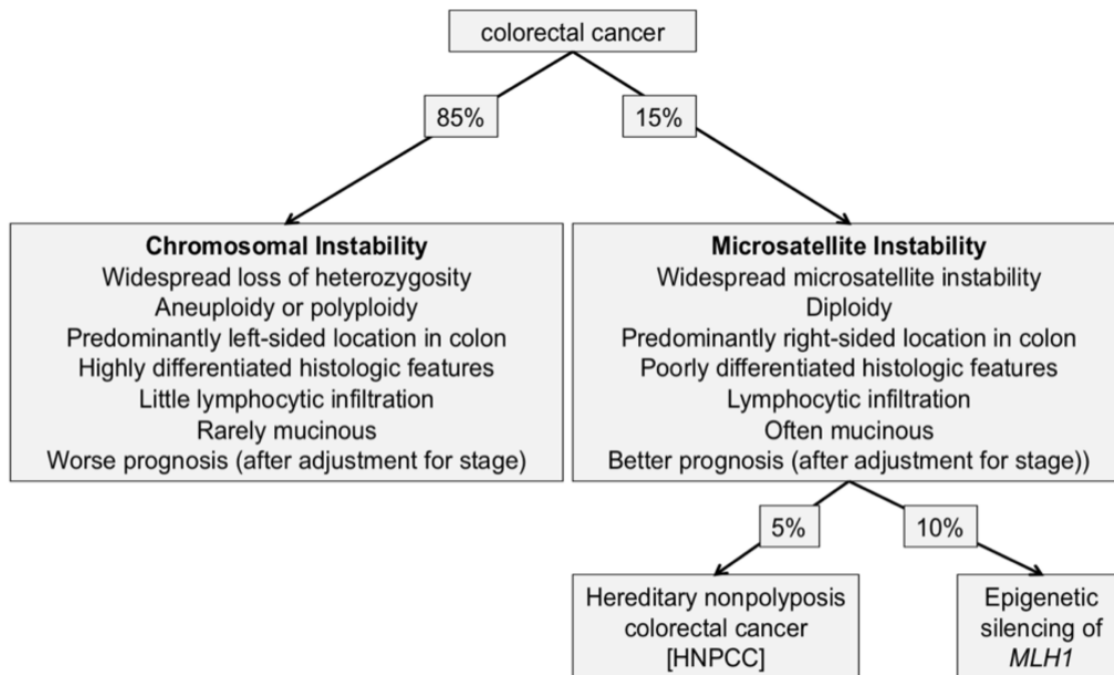 colorectal cancer
85%
15%
Chromosomal Instability
Widespread loss of heterozygosity
Aneuploidy or polyploidy
Predominantly left-sided location in colon
Highly differentiated histologic features
Little lymphocytic infiltration
Rarely mucinous
Worse prognosis (after adjustment for stage)
Microsatellite Instability
Widespread microsatellite instability
Diploidy
Predominantly right-sided location in colon
Poorly differentiated histologic features
Lymphocytic infiltration
Often mucinous
Better prognosis (after adjustment for stage))
5%
10%
Hereditary nonpolyposis
colorectal cancer
[HNPCC]
Epigenetic
silencing of
MLH1